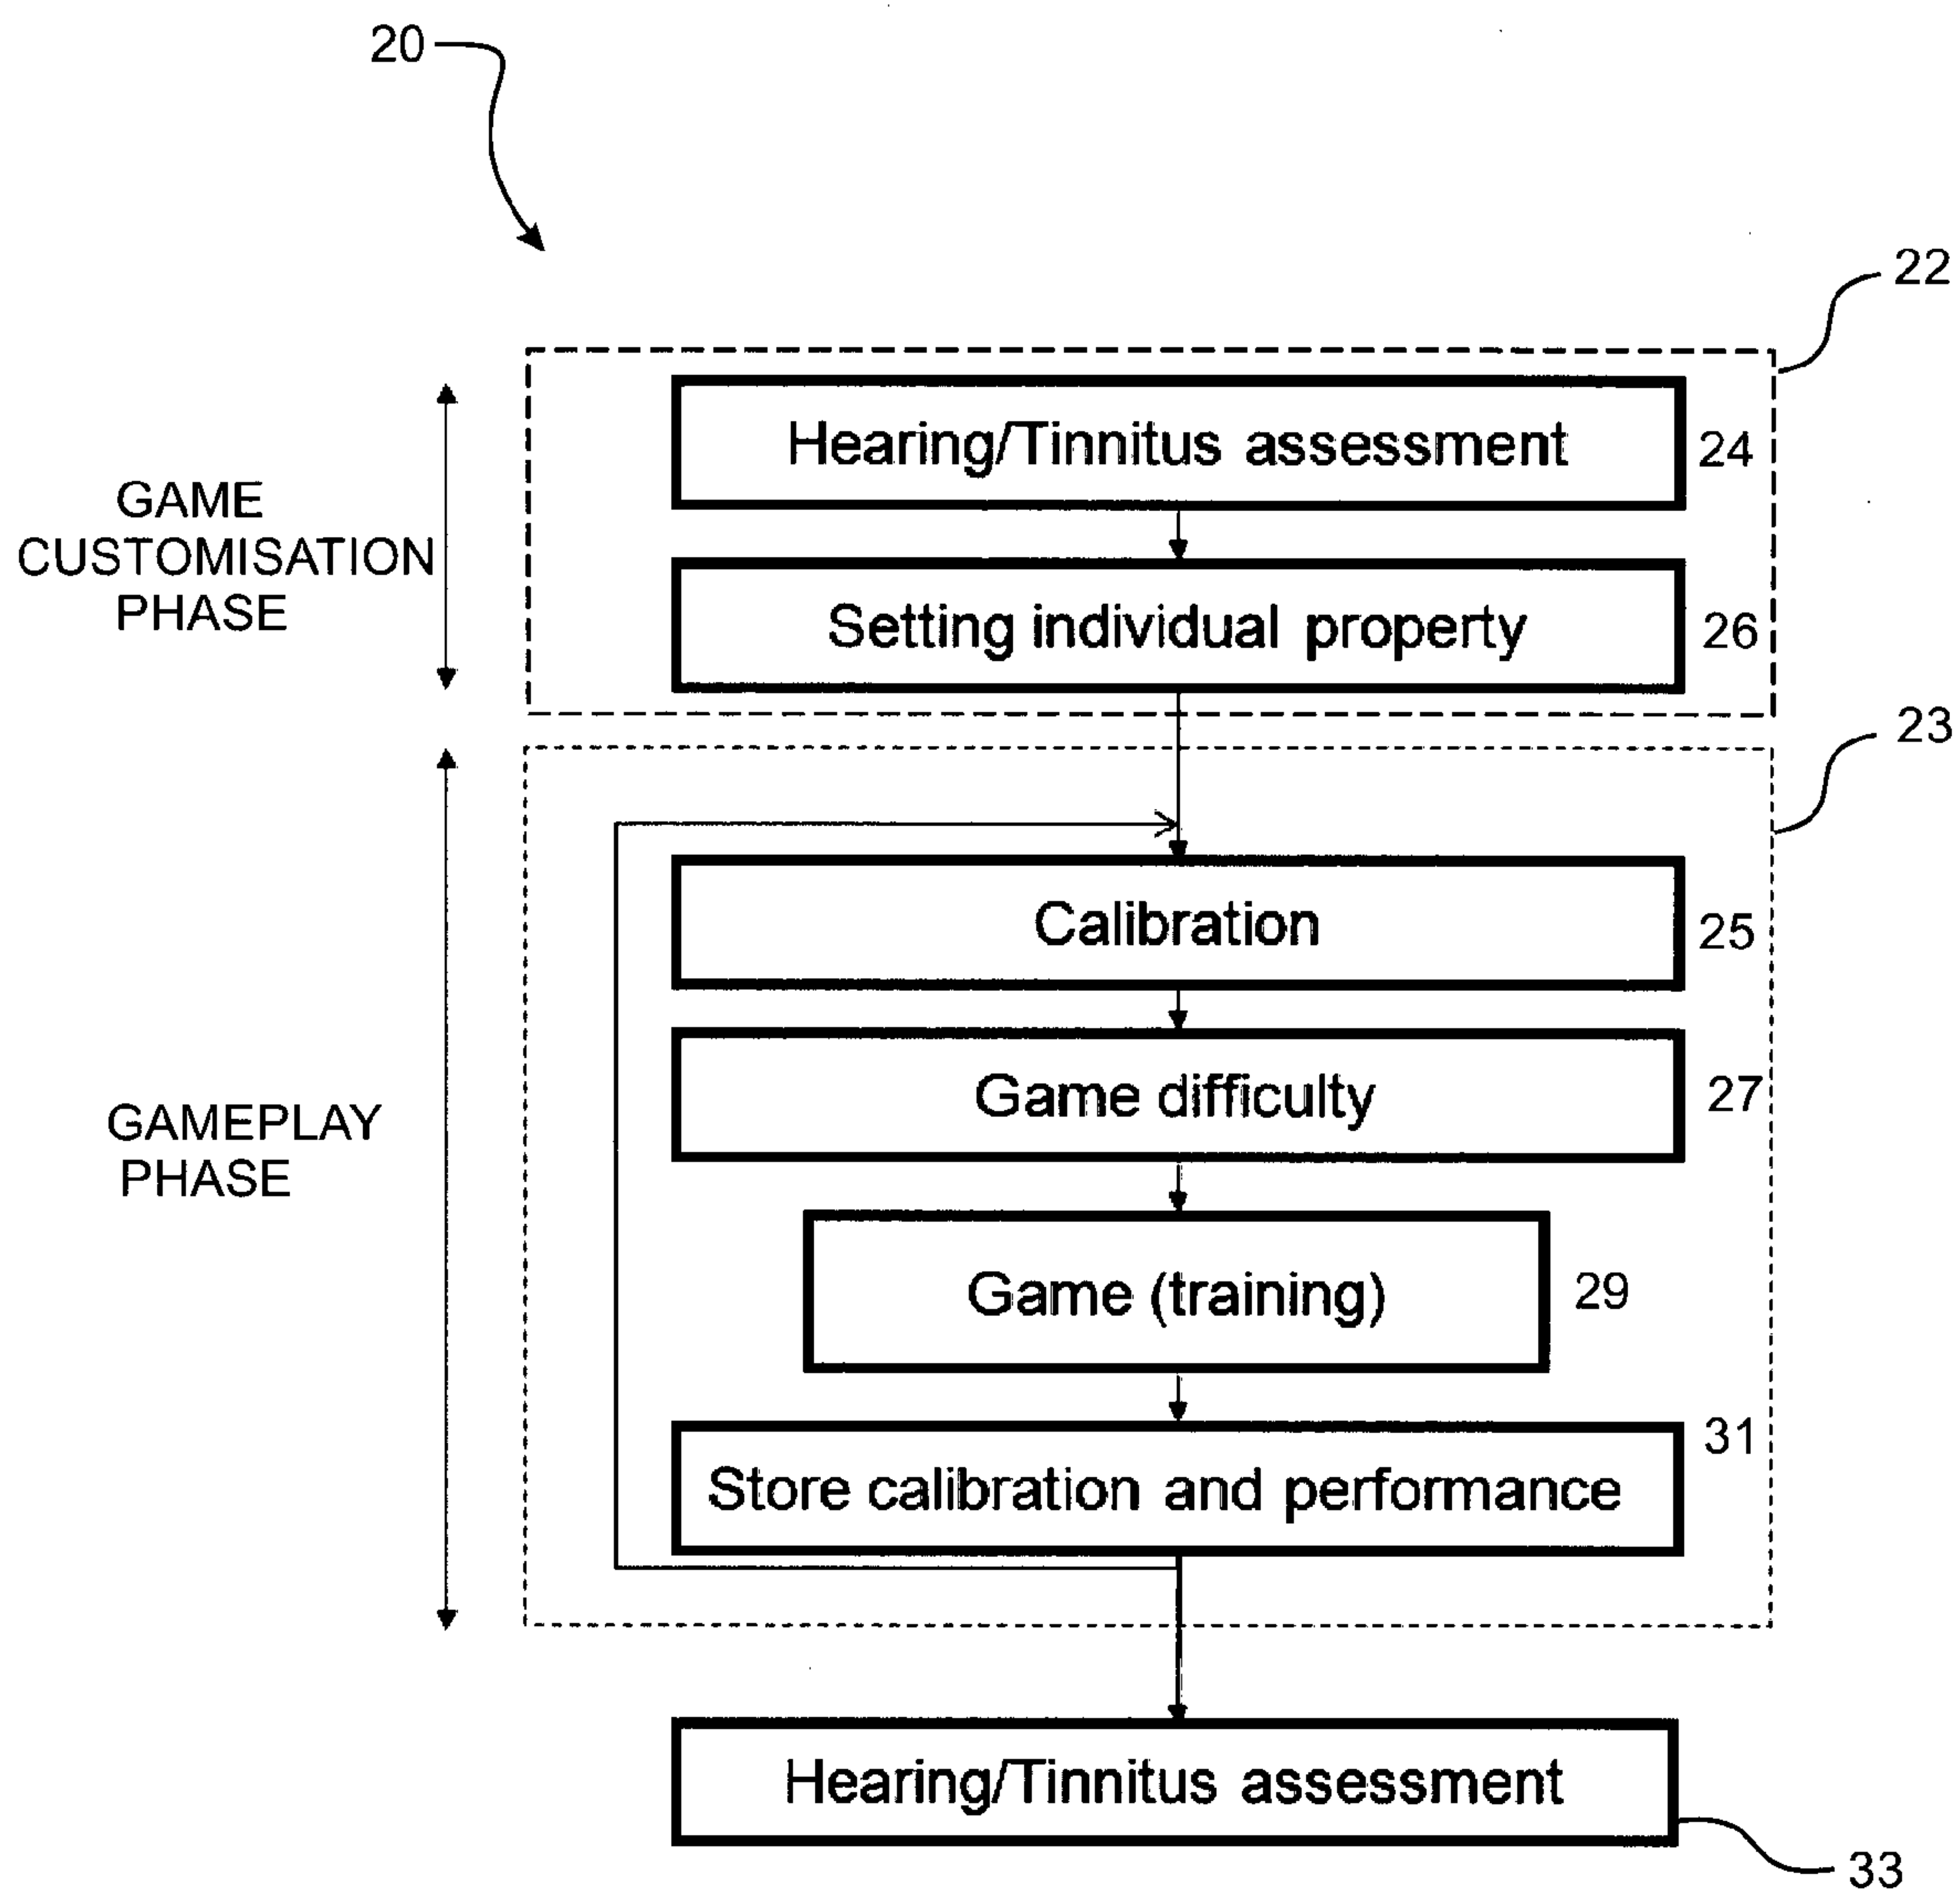 20
22
Hearing/Tinnitus assessment
24
GAME
CUSTOMISATION
PHASE
Setting individual property
26
23
Calibration
25
Game difficulty
27
GAMEPLAY
PHASE
Game (training)
29
31
Store calibration and performance
Hearing/Tinnitus assessment
33